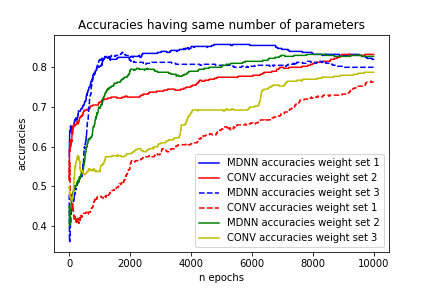 Accuracies having same number of parameters
accuracies
0.8
0.7
0.6
0.5
0.4
MDNN accuracies weight set 1
CONV accuracies weight set 2
MDNN accuracies weight set 3
CONV accuracies weight set 1
MDNN accuracies weight set 2
CONV accuracies weight set 3
0 2000 4000 6000 8000 10000
n epochs